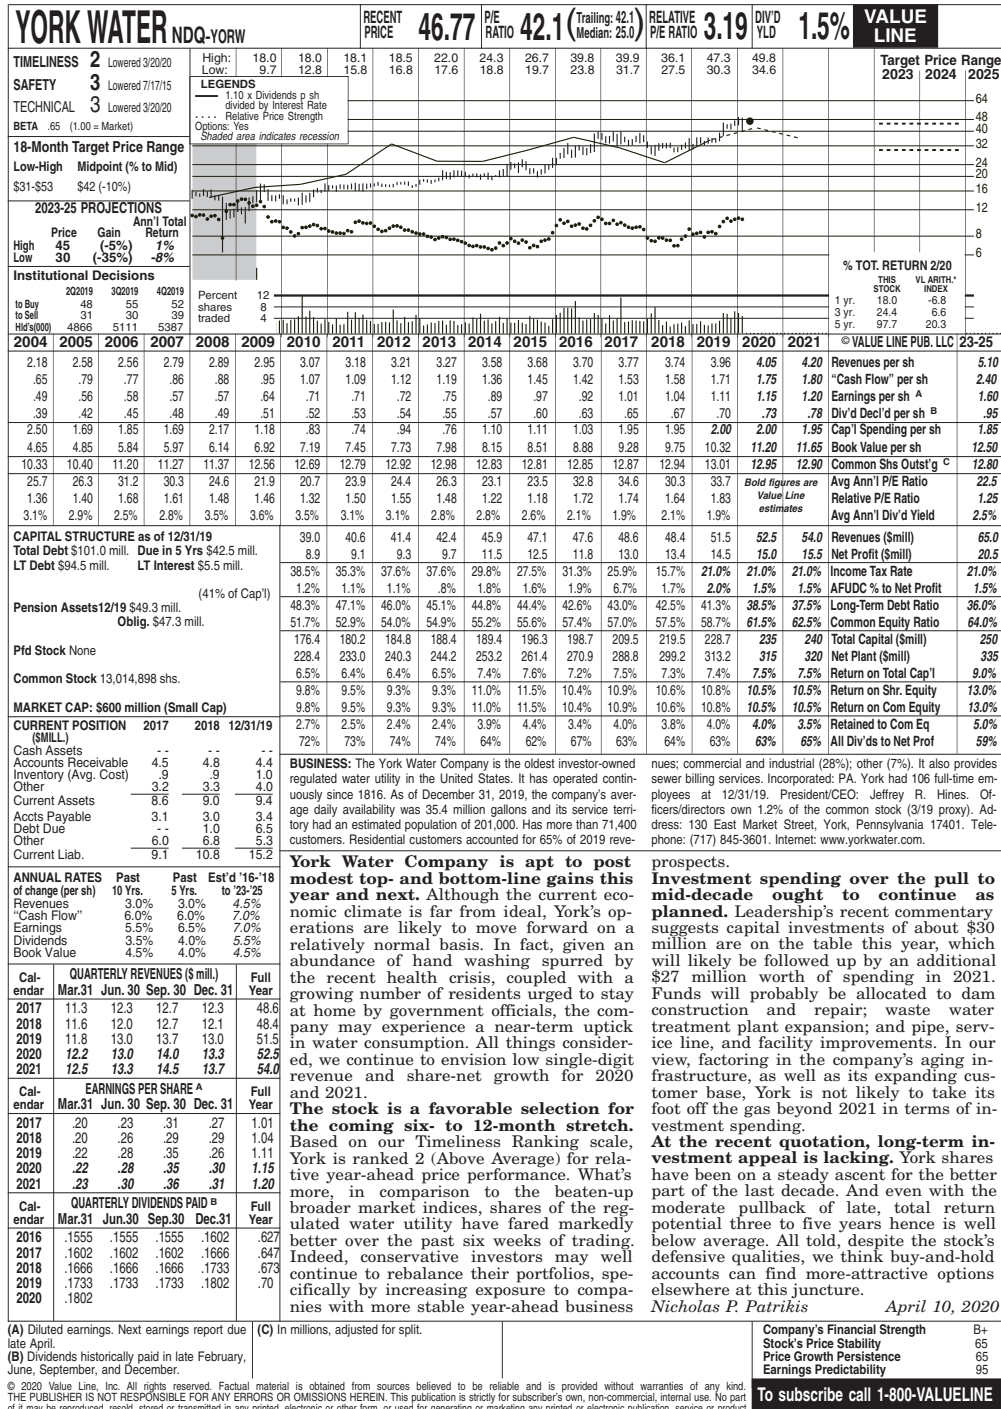 YORK WATER NDQ-YORW
RECENT PRICE 46.77 P/E RATIO 42.1 (Trailing: 42.1 Median: 25.0) RELATIVE P/E RATIO 3.19 DIV'D YLD 1.5% VALUE LINE
TIMELINESS 2 Lowered 3/20/20
SAFETY 3 Lowered 7/17/15
TECHNICAL 3 Lowered 3/20/20
BETA .65 (1.00 = Market)
18-Month Target Price Range
Low-High Midpoint (% to Mid)
$31-$53 $42 (-10%)
2023-25 PROJECTIONS
Ann'l Total
Price Gain Return
High 45 (-5%) 1%
Low 30 (-35%) -8%
Institutional Decisions
2Q2019 3Q2019 4Q2019
to Buy 48 55 52
to Sell 31 30 39
Hld's(000) 4866 5111 5387
High: 18.0 18.0 18.1 18.5 22.0 24.3 26.7 39.8 39.9 36.1 47.3 49.8
Low: 9.7 12.8 15.8 16.8 17.6 18.8 19.7 23.8 31.7 27.5 30.3 34.6
LEGENDS
1.10 x Dividends p sh
divided by Interest Rate
. . . . Relative Price Strength
Options: Yes
Shaded area indicates recession
Target Price Range
2023 2024 2025
64
48
40
32
24
20
16
12
8
6
Percent shares traded
12
8
4
% TOT. RETURN 2/20
THIS STOCK VL ARITH.* INDEX
1 yr. 18.0 -6.8
3 yr. 24.4 6.6
5 yr. 97.7 20.3
2004 2005 2006 2007 2008 2009 2010 2011 2012 2013 2014 2015 2016 2017 2018 2019 2020 2021 © VALUE LINE PUB. LLC 23-25
2.18 2.58 2.56 2.79 2.89 2.95 3.07 3.18 3.21 3.27 3.58 3.68 3.70 3.77 3.74 3.96 4.05 4.20 Revenues per sh 5.10
.65 .79 .77 .86 .88 .95 1.07 1.09 1.12 1.19 1.36 1.45 1.42 1.53 1.58 1.71 1.75 1.80 "Cash Flow" per sh 2.40
.49 .56 .58 .57 .57 .64 .71 .71 .72 .75 .89 .97 .92 1.01 1.04 1.11 1.15 1.20 Earnings per sh A 1.60
.39 .42 .45 .48 .49 .51 .52 .53 .54 .55 .57 .60 .63 .65 .67 .70 .73 .78 Div'd Decl'd per sh B .95
2.50 1.69 1.85 1.69 2.17 1.18 .83 .74 .94 .76 1.10 1.11 1.03 1.95 1.95 2.00 2.00 1.95 Cap'l Spending per sh 1.85
4.65 4.85 5.84 5.97 6.14 6.92 7.19 7.45 7.73 7.98 8.15 8.51 8.88 9.28 9.75 10.32 11.20 11.65 Book Value per sh 12.50
10.33 10.40 11.20 11.27 11.37 12.56 12.69 12.79 12.92 12.98 12.83 12.81 12.85 12.87 12.94 13.01 12.95 12.90 Common Shs Outst'g C 12.80
25.7 26.3 31.2 30.3 24.6 21.9 20.7 23.9 24.4 26.3 23.1 23.5 32.8 34.6 30.3 33.7 Bold figures are Avg Ann'l P/E Ratio 22.5
1.36 1.40 1.68 1.61 1.48 1.46 1.32 1.50 1.55 1.48 1.22 1.18 1.72 1.74 1.64 1.83 Value Line Relative P/E Ratio 1.25
3.1% 2.9% 2.5% 2.8% 3.5% 3.6% 3.5% 3.1% 3.1% 2.8% 2.8% 2.6% 2.1% 1.9% 2.1% 1.9% estimates Avg Ann'l Div'd Yield 2.5%
CAPITAL STRUCTURE as of 12/31/19
Total Debt $101.0 mill. Due in 5 Yrs $42.5 mill.
LT Debt $94.5 mill. LT Interest $5.5 mill.
(41% of Cap'l)
Pension Assets12/19 $49.3 mill.
Oblig. $47.3 mill.
Pfd Stock None
Common Stock 13,014,898 shs.
MARKET CAP: $600 million (Small Cap)
39.0 40.6 41.4 42.4 45.9 47.1 47.6 48.6 48.4 51.5 52.5 54.0 Revenues ($mill) 65.0
8.9 9.1 9.3 9.7 11.5 12.5 11.8 13.0 13.4 14.5 15.0 15.5 Net Profit ($mill) 20.5
38.5% 35.3% 37.6% 37.6% 29.8% 27.5% 31.3% 25.9% 15.7% 21.0% 21.0% 21.0% Income Tax Rate 21.0%
1.2% 1.1% 1.1% .8% 1.8% 1.6% 1.9% 6.7% 1.7% 2.0% 1.5% 1.5% AFUDC % to Net Profit 1.5%
48.3% 47.1% 46.0% 45.1% 44.8% 44.4% 42.6% 43.0% 42.5% 41.3% 38.5% 37.5% Long-Term Debt Ratio 36.0%
51.7% 52.9% 54.0% 54.9% 55.2% 55.6% 57.4% 57.0% 57.5% 58.7% 61.5% 62.5% Common Equity Ratio 64.0%
176.4 180.2 184.8 188.4 189.4 196.3 198.7 209.5 219.5 228.7 235 240 Total Capital ($mill) 250
228.4 233.0 240.3 244.2 253.2 261.4 270.9 288.8 299.2 313.2 315 320 Net Plant ($mill) 335
6.5% 6.4% 6.4% 6.5% 7.4% 7.6% 7.2% 7.5% 7.3% 7.4% 7.5% 7.5% Return on Total Cap'l 9.0%
9.8% 9.5% 9.3% 9.3% 11.0% 11.5% 10.4% 10.9% 10.6% 10.8% 10.5% 10.5% Return on Shr. Equity 13.0%
9.8% 9.5% 9.3% 9.3% 11.0% 11.5% 10.4% 10.9% 10.6% 10.8% 10.5% 10.5% Return on Com Equity 13.0%
2.7% 2.5% 2.4% 2.4% 3.9% 4.4% 3.4% 4.0% 3.8% 4.0% 4.0% 3.5% Retained to Com Eq 5.0%
72% 73% 74% 74% 64% 62% 67% 63% 64% 63% 63% 65% All Div'ds to Net Prof 59%
CURRENT POSITION 2017 2018 12/31/19
($MILL.)
Cash Assets - - - - - -
Accounts Receivable 4.5 4.8 4.4
Inventory (Avg. Cost) .9 .9 1.0
Other 3.2 3.3 4.0
Current Assets 8.6 9.0 9.4
Accts Payable 3.1 3.0 3.4
Debt Due - - 1.0 6.5
Other 6.0 6.8 5.3
Current Liab. 9.1 10.8 15.2
ANNUAL RATES Past Past Est'd '16-'18
of change (per sh) 10 Yrs. 5 Yrs. to '23-'25
Revenues 3.0% 3.0% 4.5%
"Cash Flow" 6.0% 6.0% 7.0%
Earnings 5.5% 6.5% 7.0%
Dividends 3.5% 4.0% 5.5%
Book Value 4.5% 4.0% 4.5%
Cal-endar QUARTERLY REVENUES ($ mill.) Full Year
Mar.31 Jun. 30 Sep. 30 Dec. 31
2017 11.3 12.3 12.7 12.3 48.6
2018 11.6 12.0 12.7 12.1 48.4
2019 11.8 13.0 13.7 13.0 51.5
2020 12.2 13.0 14.0 13.3 52.5
2021 12.5 13.3 14.5 13.7 54.0
Cal-endar EARNINGS PER SHARE A Full Year
Mar.31 Jun. 30 Sep. 30 Dec. 31
2017 .20 .23 .31 .27 1.01
2018 .20 .26 .29 .29 1.04
2019 .22 .28 .35 .26 1.11
2020 .22 .28 .35 .30 1.15
2021 .23 .30 .36 .31 1.20
Cal-endar QUARTERLY DIVIDENDS PAID B Full Year
Mar.31 Jun.30 Sep.30 Dec.31
2016 .1555 .1555 .1555 .1602 .627
2017 .1602 .1602 .1602 .1666 .647
2018 .1666 .1666 .1666 .1733 .673
2019 .1733 .1733 .1733 .1802 .70
2020 .1802
BUSINESS: The York Water Company is the oldest investor-owned
regulated water utility in the United States. It has operated contin-
uously since 1816. As of December 31, 2019, the company's aver-
age daily availability was 35.4 million gallons and its service terri-
tory had an estimated population of 201,000. Has more than 71,400
customers. Residential customers accounted for 65% of 2019 reve-
nues; commercial and industrial (28%); other (7%). It also provides
sewer billing services. Incorporated: PA. York had 106 full-time em-
ployees at 12/31/19. President/CEO: Jeffrey R. Hines. Of-
ficers/directors own 1.2% of the common stock (3/19 proxy). Ad-
dress: 130 East Market Street, York, Pennsylvania 17401. Tele-
phone: (717) 845-3601. Internet: www.yorkwater.com.
York Water Company is apt to post
modest top- and bottom-line gains this
year and next. Although the current eco-
nomic climate is far from ideal, York's op-
erations are likely to move forward on a
relatively normal basis. In fact, given an
abundance of hand washing spurred by
the recent health crisis, coupled with a
growing number of residents urged to stay
at home by government officials, the com-
pany may experience a near-term uptick
in water consumption. All things consider-
ed, we continue to envision low single-digit
revenue and share-net growth for 2020
and 2021.
The stock is a favorable selection for
the coming six- to 12-month stretch.
Based on our Timeliness Ranking scale,
York is ranked 2 (Above Average) for rela-
tive year-ahead price performance. What's
more, in comparison to the beaten-up
broader market indices, shares of the reg-
ulated water utility have fared markedly
better over the past six weeks of trading.
Indeed, conservative investors may well
continue to rebalance their portfolios, spe-
cifically by increasing exposure to compa-
nies with more stable year-ahead business
prospects.
Investment spending over the pull to
mid-decade ought to continue as
planned. Leadership's recent commentary
suggests capital investments of about $30
million are on the table this year, which
will likely be followed up by an additional
$27 million worth of spending in 2021.
Funds will probably be allocated to dam
construction and repair; waste water
treatment plant expansion; and pipe, serv-
ice line, and facility improvements. In our
view, factoring in the company's aging in-
frastructure, as well as its expanding cus-
tomer base, York is not likely to take its
foot off the gas beyond 2021 in terms of in-
vestment spending.
At the recent quotation, long-term in-
vestment appeal is lacking. York shares
have been on a steady ascent for the better
part of the last decade. And even with the
moderate pullback of late, total return
potential three to five years hence is well
below average. All told, despite the stock's
defensive qualities, we think buy-and-hold
accounts can find more-attractive options
elsewhere at this juncture.
Nicholas P. Patrikis April 10, 2020
(A) Diluted earnings. Next earnings report due
late April.
(B) Dividends historically paid in late February,
June, September, and December.
(C) In millions, adjusted for split.
Company's Financial Strength B+
Stock's Price Stability 65
Price Growth Persistence 65
Earnings Predictability 95
© 2020 Value Line, Inc. All rights reserved. Factual material is obtained from sources believed to be reliable and is provided without warranties of any kind.
THE PUBLISHER IS NOT RESPONSIBLE FOR ANY ERRORS OR OMISSIONS HEREIN. This publication is strictly for subscriber's own, non-commercial, internal use. No part
of it may be reproduced, resold, stored or transmitted in any printed, electronic or other form, or used for generating or marketing any printed or electronic publication, service or product.
To subscribe call 1-800-VALUELINE